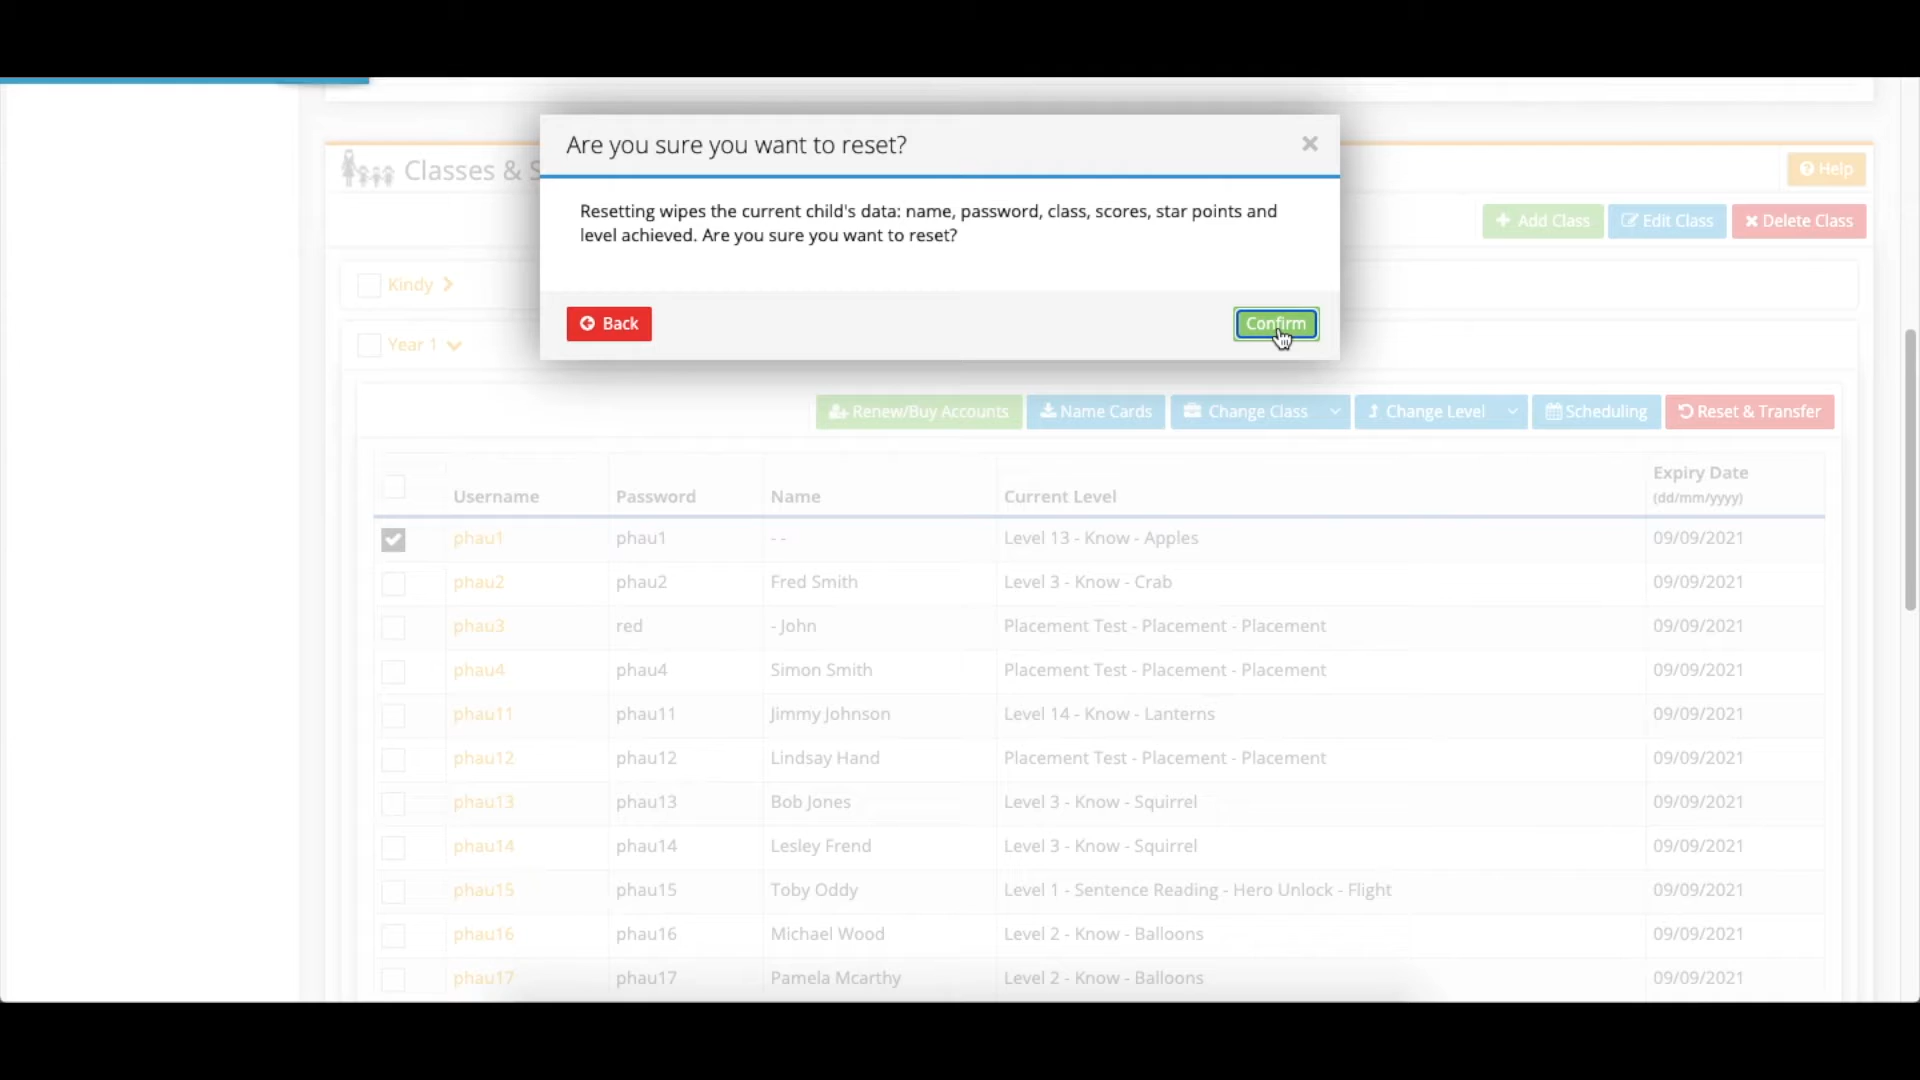 Are you sure you want to reset?
Resetting wipes the current child's data: name, password, class, scores, star points and
level achieved. Are you sure you want to reset?
Back
Confirm
Classes & S
Help
Add Class
Edit Class
Delete Class
Kindy
Year 1
Renew/Buy Accounts
Name Cards
Change Class
Change Level
Scheduling
Reset & Transfer
Username Password Name Current Level Expiry Date
(dd/mm/yyyy)
phau1 phau1 - - Level 13 - Know - Apples 09/09/2021
phau2 phau2 Fred Smith Level 3 - Know - Crab 09/09/2021
phau3 red - John Placement Test - Placement - Placement 09/09/2021
phau4 phau4 Simon Smith Placement Test - Placement - Placement 09/09/2021
phau11 phau11 Jimmy Johnson Level 14 - Know - Lanterns 09/09/2021
phau12 phau12 Lindsay Hand Placement Test - Placement - Placement 09/09/2021
phau13 phau13 Bob Jones Level 3 - Know - Squirrel 09/09/2021
phau14 phau14 Lesley Frend Level 3 - Know - Squirrel 09/09/2021
phau15 phau15 Toby Oddy Level 1 - Sentence Reading - Hero Unlock - Flight 09/09/2021
phau16 phau16 Michael Wood Level 2 - Know - Balloons 09/09/2021
phau17 phau17 Pamela Mcarthy Level 2 - Know - Balloons 09/09/2021